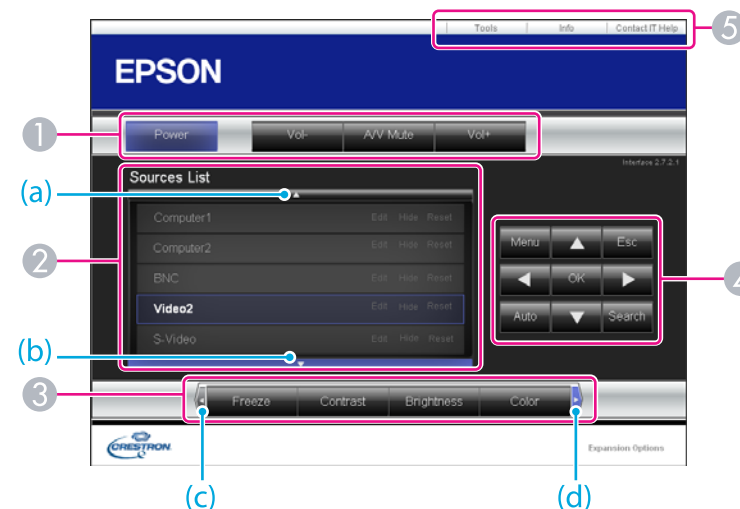 Tools Info Contact IT Help 5
EPSON
1 Power Vol- A/V Mute Vol+
Interface 2.7.2.1
Sources List
(a)
Computer1 Edit Hide Reset
Computer2 Edit Hide Reset
2 BNC Edit Hide Reset
Video2 Edit Hide Reset
S-Video Edit Hide Reset
(b)
Menu Esc
OK 4
Auto Search
3 Freeze Contrast Brightness Color
CRESTRON Expansion Options
(c) (d)